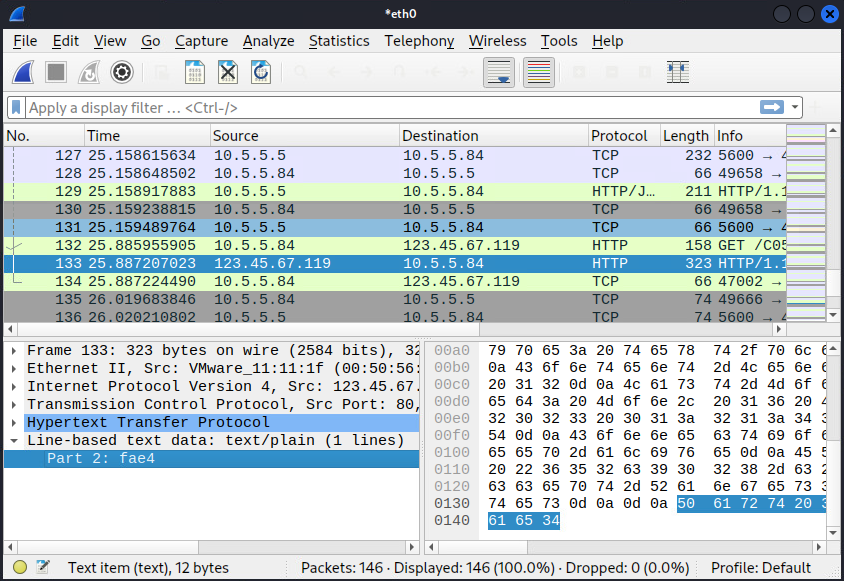 *eth0
File Edit View Go Capture Analyze Statistics Telephony Wireless Tools Help
Apply a display filter … <Ctrl-/>
No. Time Source Destination Protocol Length Info
127 25.158615634 10.5.5.5 10.5.5.84 TCP 232 5600 →
128 25.158648502 10.5.5.84 10.5.5.5 TCP 66 49658 →
129 25.158917883 10.5.5.5 10.5.5.84 HTTP/J… 211 HTTP/1.1
130 25.159238815 10.5.5.84 10.5.5.5 TCP 66 49658 →
131 25.159489764 10.5.5.5 10.5.5.84 TCP 66 5600 →
132 25.885955905 10.5.5.84 123.45.67.119 HTTP 158 GET /C05
133 25.887207023 123.45.67.119 10.5.5.84 HTTP 323 HTTP/1.1
134 25.887224490 10.5.5.84 123.45.67.119 TCP 66 47002 →
135 26.019683846 10.5.5.84 10.5.5.5 TCP 74 49666 →
136 26.020210802 10.5.5.5 10.5.5.84 TCP 74 5600 →
Frame 133: 323 bytes on wire (2584 bits), 32
Ethernet II, Src: VMware_11:11:1f (00:50:56:
Internet Protocol Version 4, Src: 123.45.67.
Transmission Control Protocol, Src Port: 80,
Hypertext Transfer Protocol
Line-based text data: text/plain (1 lines)
Part 2: fae4
00a0 79 70 65 3a 20 74 65 78 74 2f 70 6c
00b0 0a 43 6f 6e 74 65 6e 74 2d 4c 65 6e
00c0 20 31 32 0d 0a 4c 61 73 74 2d 4d 6f
00d0 65 64 3a 20 4d 6f 6e 2c 20 31 36 20
00e0 32 30 32 33 20 30 31 3a 32 31 3a 34
00f0 54 0d 0a 43 6f 6e 6e 65 63 74 69 6f
0100 65 65 70 2d 61 6c 69 76 65 0d 0a 45
0110 20 22 36 35 32 63 39 30 32 38 2d 63
0120 63 63 65 70 74 2d 52 61 6e 67 65 73
0130 74 65 73 0d 0a 0d 0a 50 61 72 74 20
0140 61 65 34
Text item (text), 12 bytes Packets: 146 · Displayed: 146 (100.0%) · Dropped: 0 (0.0%) Profile: Default